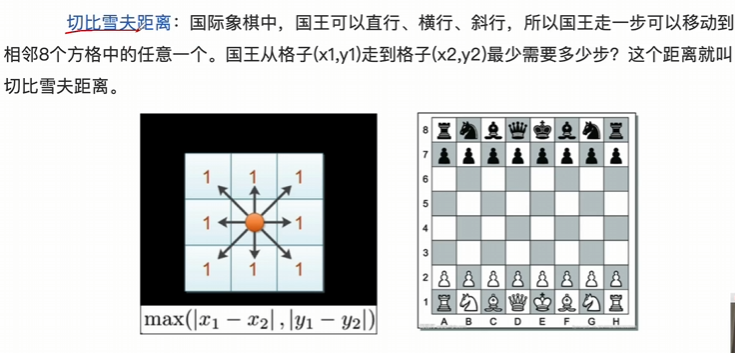 切比雪夫距离：国际象棋中，国王可以直行、横行、斜行，所以国王走一步可以移动到
相邻8个方格中的任意一个。国王从格子(x1,y1)走到格子(x2,y2)最少需要多少步？这个距离就叫
切比雪夫距离。
1 1 1
1 1
1 1 1
max(|x₁ − x₂| , |y₁ − y₂|)
8
7
6
5
4
3
2
1
A B C D E F G H